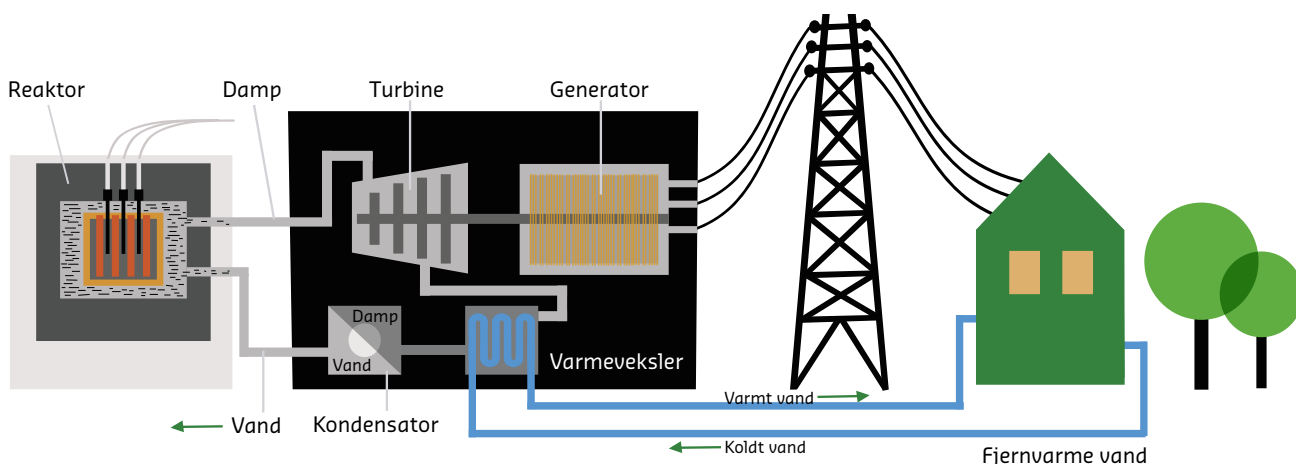 Reaktor
Damp
Turbine
Generator
Damp
Vand
Varmeveksler
Varmt vand
Vand
Kondensator
Koldt vand
Fjernvarme vand